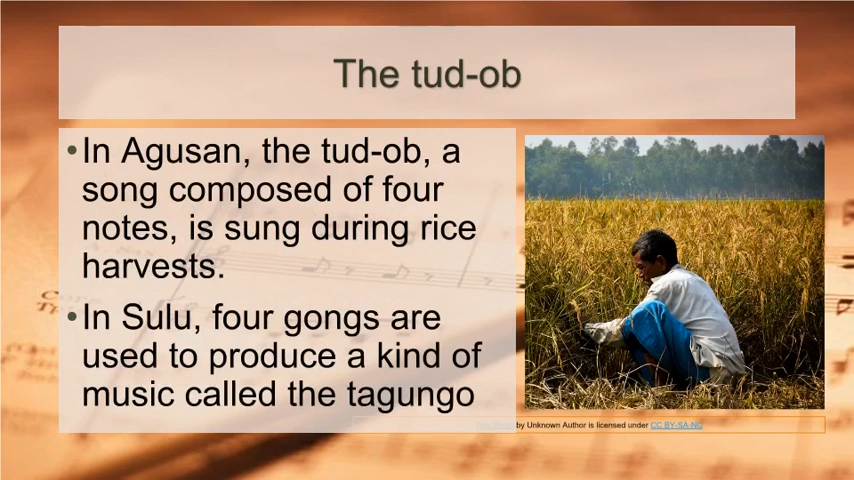 The tud-ob
•In Agusan, the tud-ob, a
song composed of four
notes, is sung during rice
harvests.
•In Sulu, four gongs are
used to produce a kind of
music called the tagungo
by Unknown Author is licensed under CC BY-SA-NC